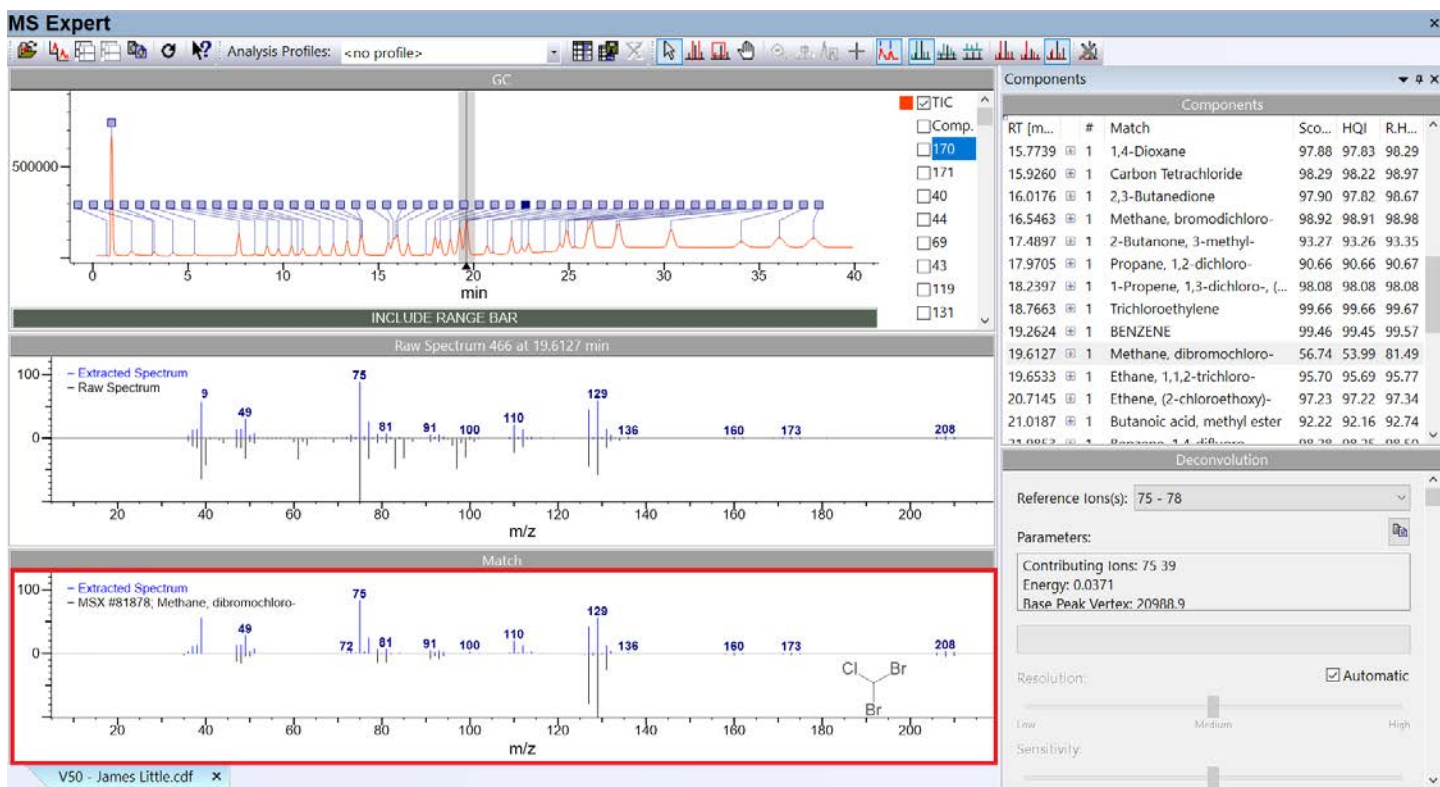 MS Expert
Analysis Profiles: <no profile>
GC
500000
0 5 10 15 20 25 30 35 40
min
INCLUDE RANGE BAR
TIC
Comp.
170
171
40
44
69
43
119
131
Raw Spectrum 466 at 19.6127 min
Extracted Spectrum
Raw Spectrum
100
0
9 49 75 81 91 100 110 129 136 160 173 208
20 40 60 80 100 120 140 160 180 200
m/z
Match
Extracted Spectrum
MSX #81878; Methane, dibromochloro-
100
0
49 72 75 81 91 100 110 129 136 160 173 208
Cl Br
Br
20 40 60 80 100 120 140 160 180 200
m/z
V50 - James Little.cdf
Components
Components
RT [m... # Match Sco... HQI R.H...
15.7739 1 1,4-Dioxane 97.88 97.83 98.29
15.9260 1 Carbon Tetrachloride 98.29 98.22 98.97
16.0176 1 2,3-Butanedione 97.90 97.82 98.67
16.5463 1 Methane, bromodichloro- 98.92 98.91 98.98
17.4897 1 2-Butanone, 3-methyl- 93.27 93.26 93.35
17.9705 1 Propane, 1,2-dichloro- 90.66 90.66 90.67
18.2397 1 1-Propene, 1,3-dichloro-, (... 98.08 98.08 98.08
18.7663 1 Trichloroethylene 99.66 99.66 99.67
19.2624 1 BENZENE 99.46 99.45 99.57
19.6127 1 Methane, dibromochloro- 56.74 53.99 81.49
19.6533 1 Ethane, 1,1,2-trichloro- 95.70 95.69 95.77
20.7145 1 Ethene, (2-chloroethoxy)- 97.23 97.22 97.34
21.0187 1 Butanoic acid, methyl ester 92.22 92.16 92.74
Deconvolution
Reference Ions(s): 75 - 78
Parameters:
Contributing Ions: 75 39
Energy: 0.0371
Base Peak Vertex: 20988.9
Resolution: Automatic
Low Medium High
Sensitivity: